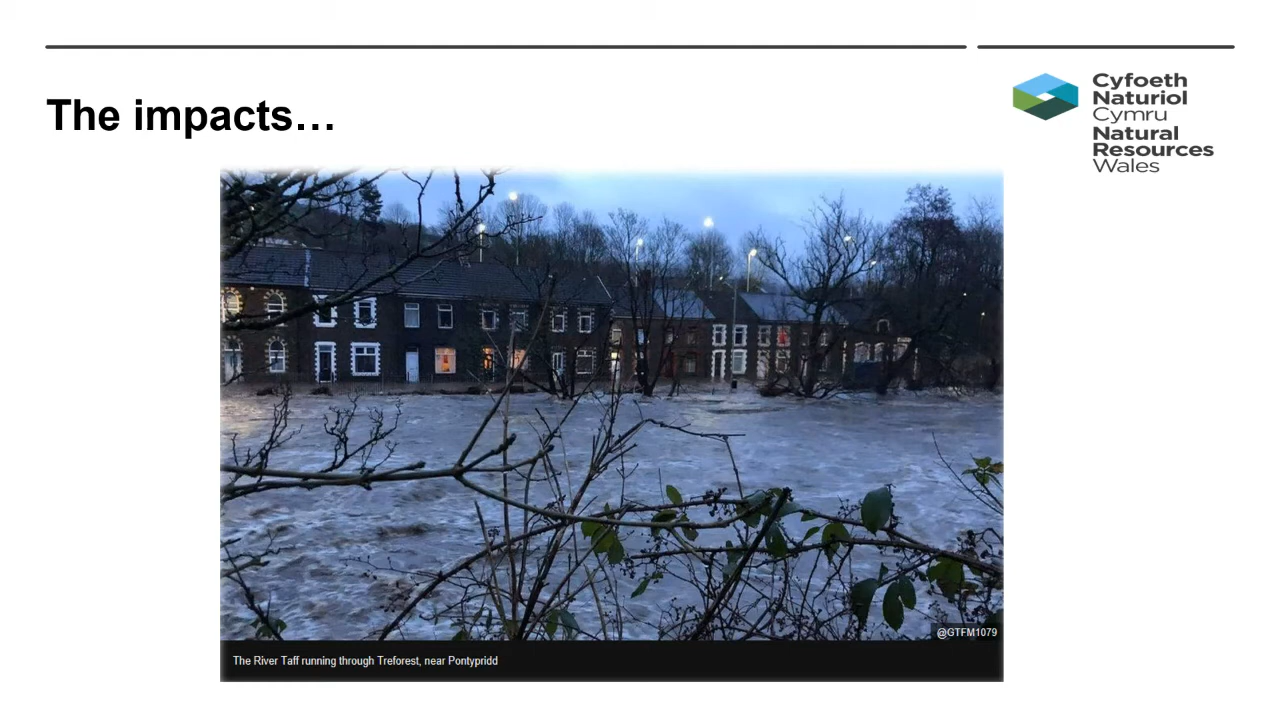 The impacts…
Cyfoeth
Naturiol
Cymru
Natural
Resources
Wales
@GTFM1079
The River Taff running through Treforest, near Pontypridd